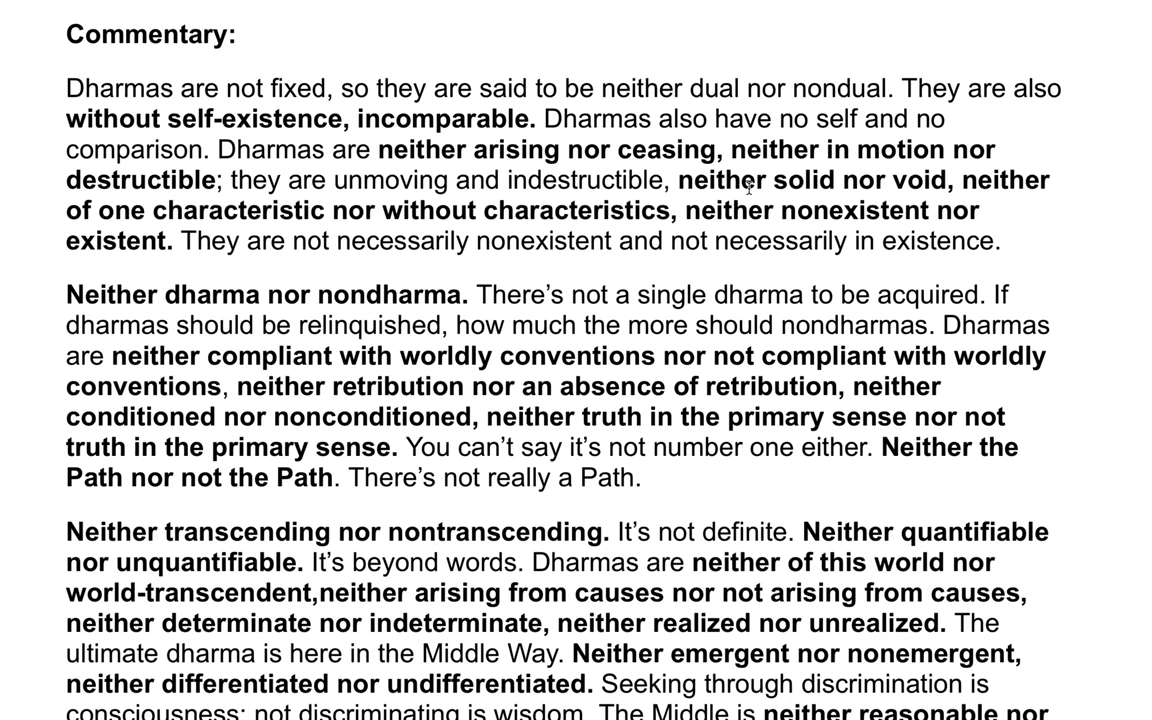 Commentary:
Dharmas are not fixed, so they are said to be neither dual nor nondual. They are also
without self-existence, incomparable. Dharmas also have no self and no
comparison. Dharmas are neither arising nor ceasing, neither in motion nor
destructible; they are unmoving and indestructible, neither solid nor void, neither
of one characteristic nor without characteristics, neither nonexistent nor
existent. They are not necessarily nonexistent and not necessarily in existence.
Neither dharma nor nondharma. There’s not a single dharma to be acquired. If
dharmas should be relinquished, how much the more should nondharmas. Dharmas
are neither compliant with worldly conventions nor not compliant with worldly
conventions, neither retribution nor an absence of retribution, neither
conditioned nor nonconditioned, neither truth in the primary sense nor not
truth in the primary sense. You can’t say it’s not number one either. Neither the
Path nor not the Path. There’s not really a Path.
Neither transcending nor nontranscending. It’s not definite. Neither quantifiable
nor unquantifiable. It’s beyond words. Dharmas are neither of this world nor
world-transcendent,neither arising from causes nor not arising from causes,
neither determinate nor indeterminate, neither realized nor unrealized. The
ultimate dharma is here in the Middle Way. Neither emergent nor nonemergent,
neither differentiated nor undifferentiated. Seeking through discrimination is
consciousness; not discriminating is wisdom. The Middle is neither reasonable nor